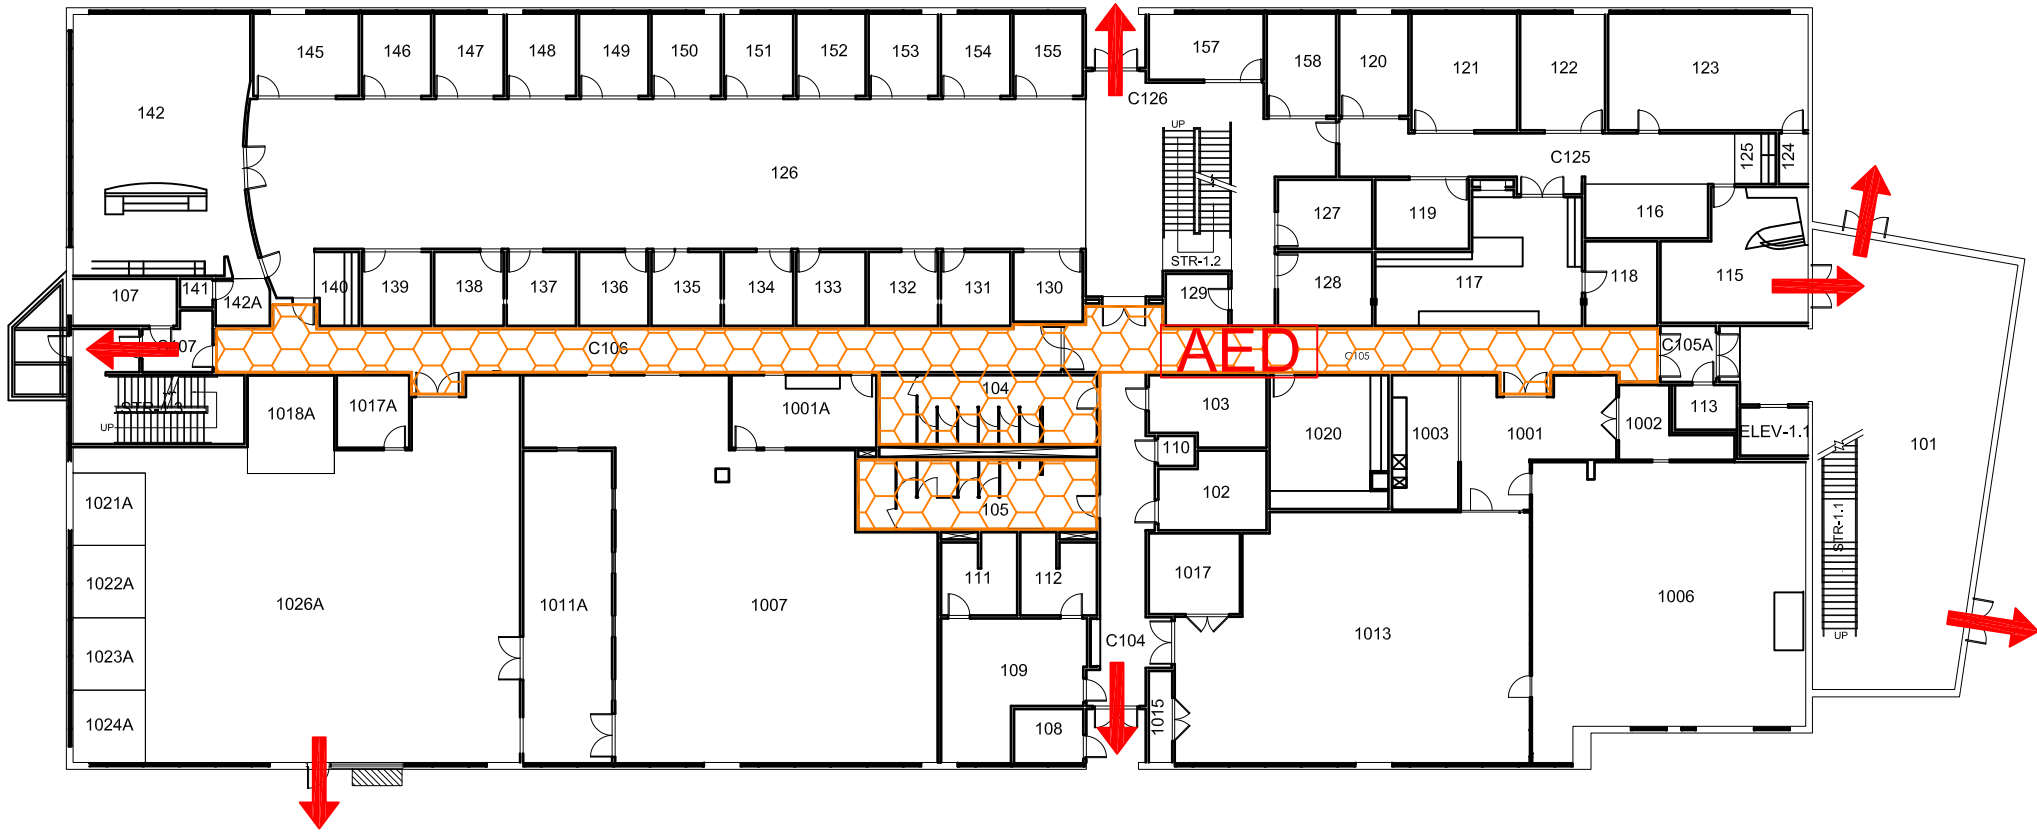 145 146 147 148 149 150 151 152 153 154 155 157 158 120 121 122 123
142 C126
UP
126 C125 125 124
127 119 116
STR-1.2
107 141 142A 140 139 138 137 136 135 134 133 132 131 130 129 128 117 118 115
C107 C106 AED C105 C105A
STR-1.3 1018A 1017A 1001A 104 103 1020 1003 1001 1002 113 ELEV-1.1 101
UP
110
1021A 105 102
STR-1.1
1022A 1026A 1011A 1007 111 112 1017 1006
1023A C104 1013 UP
109
1024A 108 1015